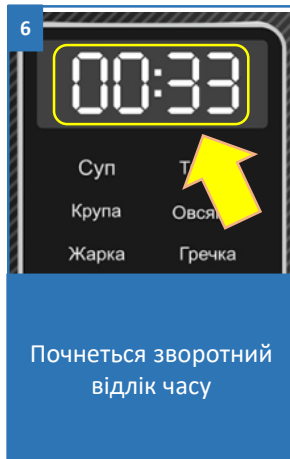 6
00:33
Суп
Крупа
Жарка Гречка
Почнеться зворотний
відлік часу